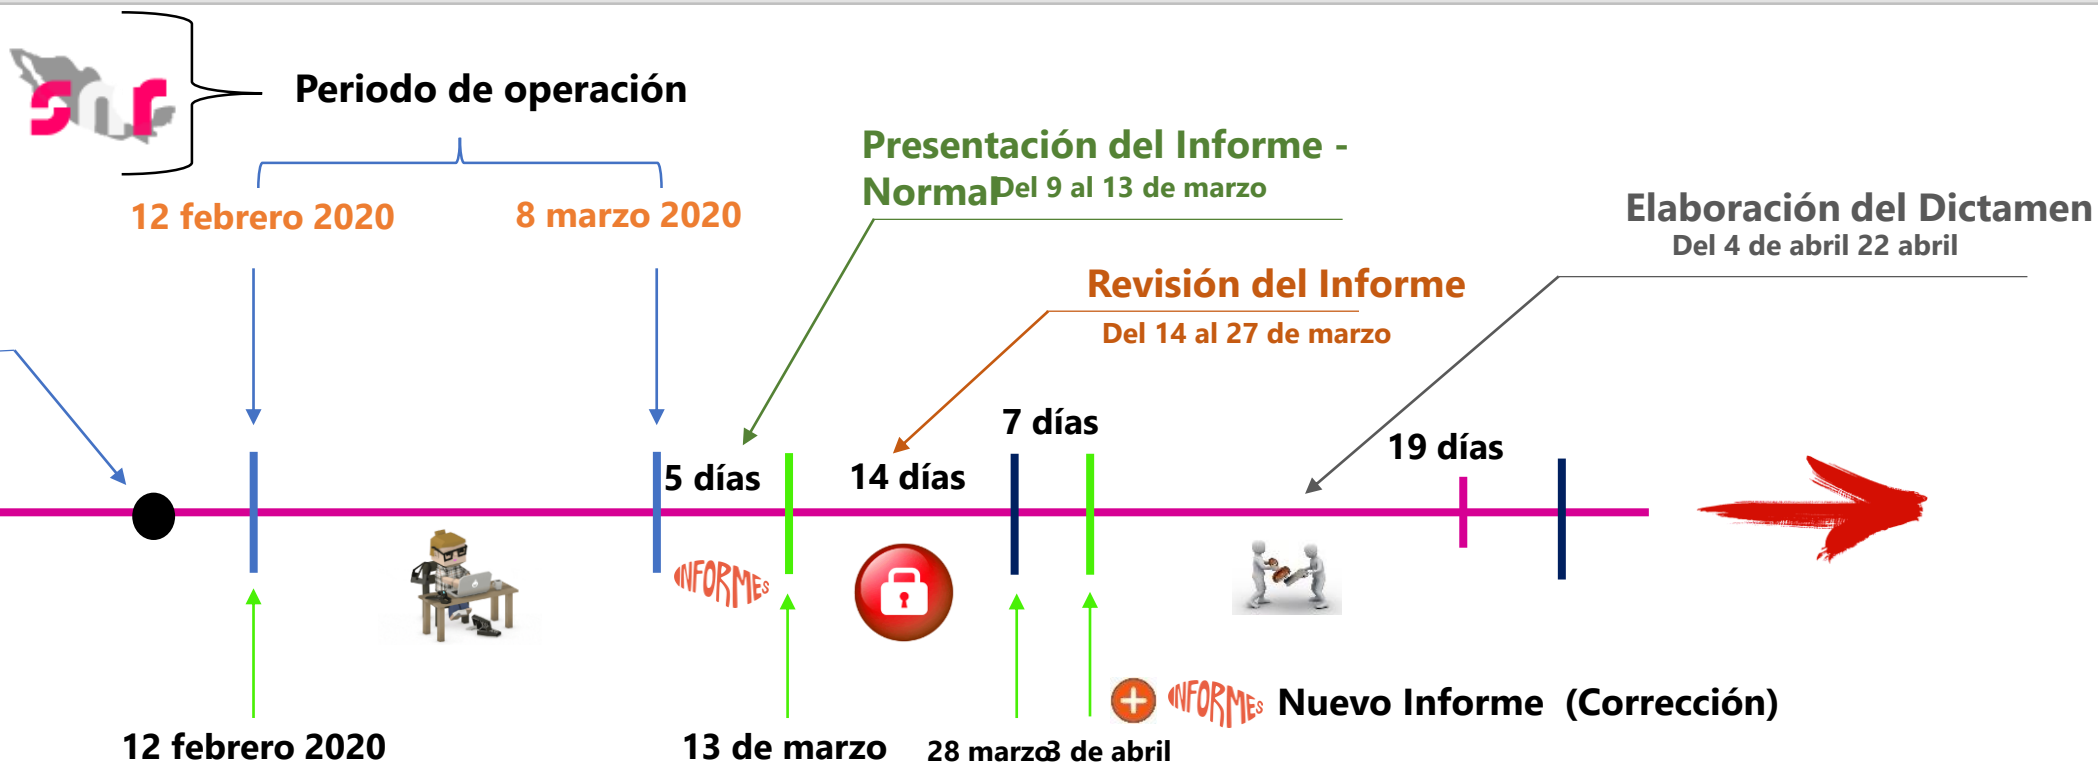 snr
Periodo de operación
12 febrero 2020
8 marzo 2020
Presentación del Informe -
Normal
Del 9 al 13 de marzo
Revisión del Informe
Del 14 al 27 de marzo
Elaboración del Dictamen
Del 4 de abril 22 abril
5 días
14 días
7 días
19 días
INFORMEs
INFORMEs
Nuevo Informe (Corrección)
12 febrero 2020
13 de marzo
28 marzo
3 de abril